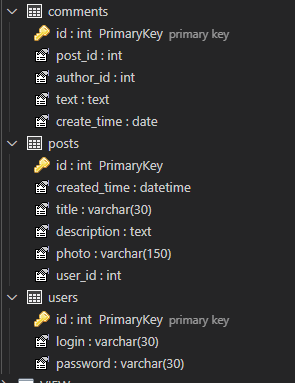 comments
id : int PrimaryKey primary key
post_id : int
author_id : int
text : text
create_time : date
posts
id : int PrimaryKey
created_time : datetime
title : varchar(30)
description : text
photo : varchar(150)
user_id : int
users
id : int PrimaryKey primary key
login : varchar(30)
password : varchar(30)
VIEW